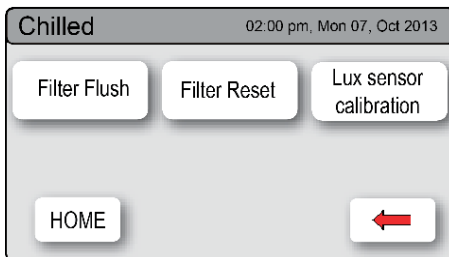 Chilled
02:00 pm, Mon 07, Oct 2013
Filter Flush
Filter Reset
Lux sensor
calibration
HOME